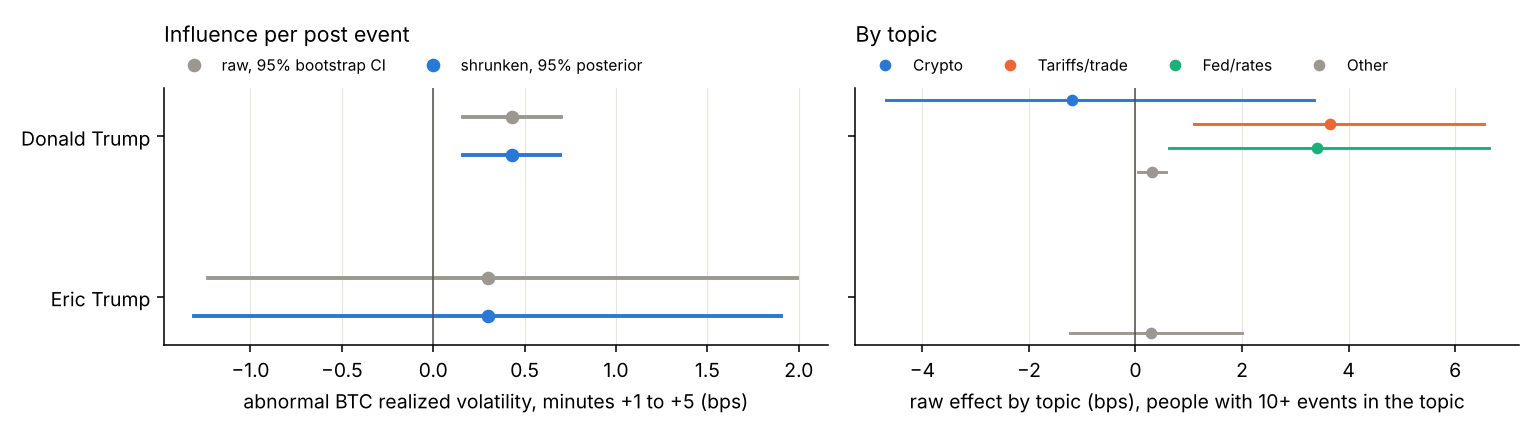 Influence per post event
raw, 95% bootstrap CI
shrunken, 95% posterior
Donald Trump
Eric Trump
−1.0
−0.5
0.0
0.5
1.0
1.5
2.0
abnormal BTC realized volatility, minutes +1 to +5 (bps)
By topic
Crypto
Tariffs/trade
Fed/rates
Other
−4
−2
0
2
4
6
raw effect by topic (bps), people with 10+ events in the topic